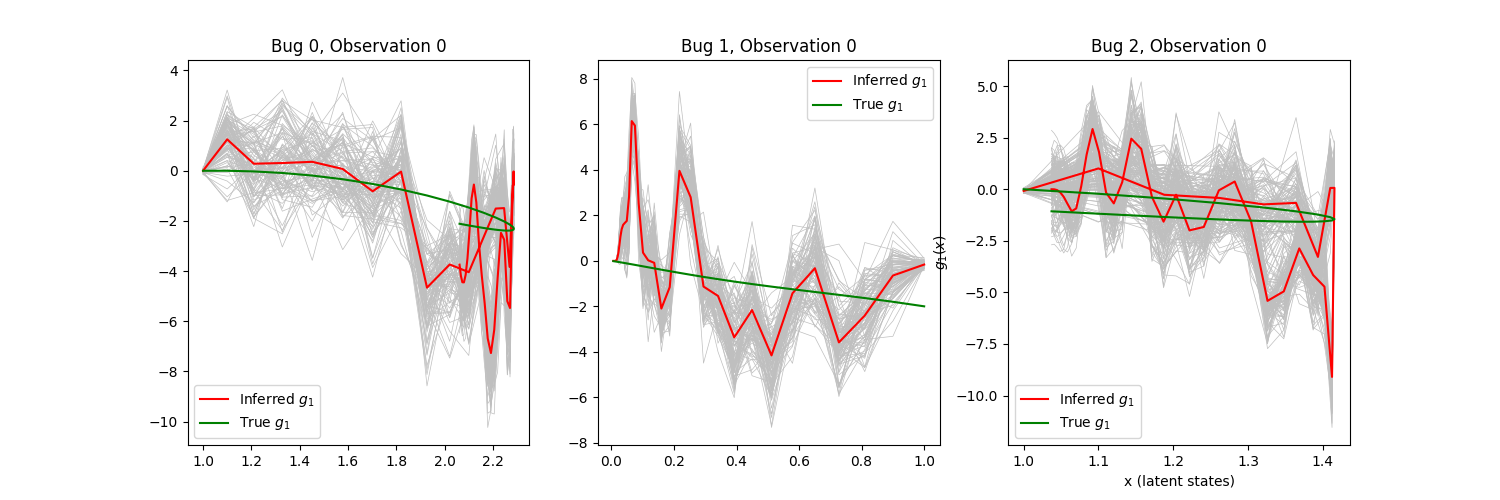 Bug 0, Observation 0
4
2
0
−2
−4
−6
−8
−10
1.0 1.2 1.4 1.6 1.8 2.0 2.2
Inferred g₁
True g₁
Bug 1, Observation 0
8
6
4
2
0
−2
−4
−6
−8
0.0 0.2 0.4 0.6 0.8 1.0
Inferred g₁
True g₁
Bug 2, Observation 0
g₁(x)
5.0
2.5
0.0
−2.5
−5.0
−7.5
−10.0
1.0 1.1 1.2 1.3 1.4
x (latent states)
Inferred g₁
True g₁